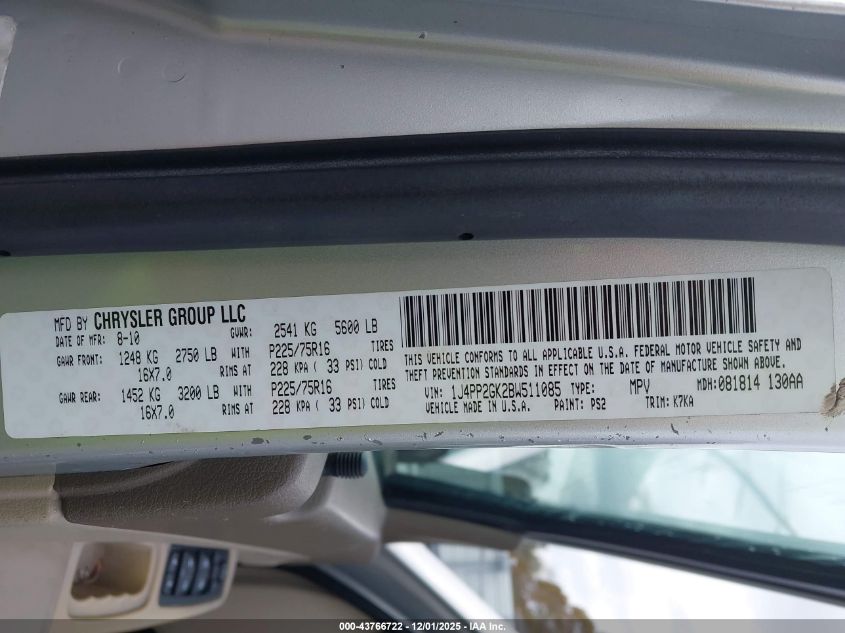 MFD BY CHRYSLER GROUP LLC
DATE OF MFR: 8-10 GVWR: 2541 KG 5600 LB
GAWR FRONT: 1248 KG 2750 LB WITH P225/75R16 TIRES
16X7.0 RIMS AT 228 KPA ( 33 PSI) COLD
GAWR REAR: 1452 KG 3200 LB WITH P225/75R16 TIRES
16X7.0 RIMS AT 228 KPA ( 33 PSI) COLD
THIS VEHICLE CONFORMS TO ALL APPLICABLE U.S.A. FEDERAL MOTOR VEHICLE SAFETY AND
THEFT PREVENTION STANDARDS IN EFFECT ON THE DATE OF MANUFACTURE SHOWN ABOVE.
VIN: 1J4PP2GK2BW511085 TYPE: MPV MDH:081814 130AA
VEHICLE MADE IN U.S.A. PAINT: PS2 TRIM: K7KA
000-43766722 - 12/01/2025 - IAA Inc.